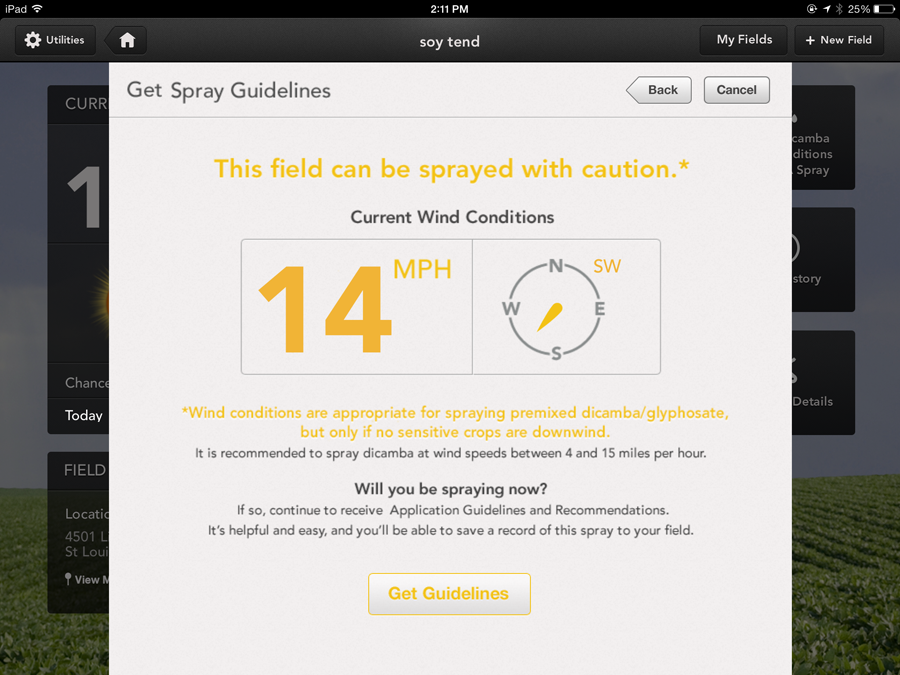 iPad
2:11 PM
25%
Utilities
soy tend
My Fields
+ New Field
Get Spray Guidelines
Back
Cancel
This field can be sprayed with caution.*
Current Wind Conditions
14 MPH
N
SW
W
E
S
*Wind conditions are appropriate for spraying premixed dicamba/glyphosate,
but only if no sensitive crops are downwind.
It is recommended to spray dicamba at wind speeds between 4 and 15 miles per hour.
Will you be spraying now?
If so, continue to receive Application Guidelines and Recommendations.
It's helpful and easy, and you'll be able to save a record of this spray to your field.
Get Guidelines
CURR
1
Chance
Today
FIELD
Locatio
4501 Li
St Loui
View M
camba
ditions
Spray
story
Details